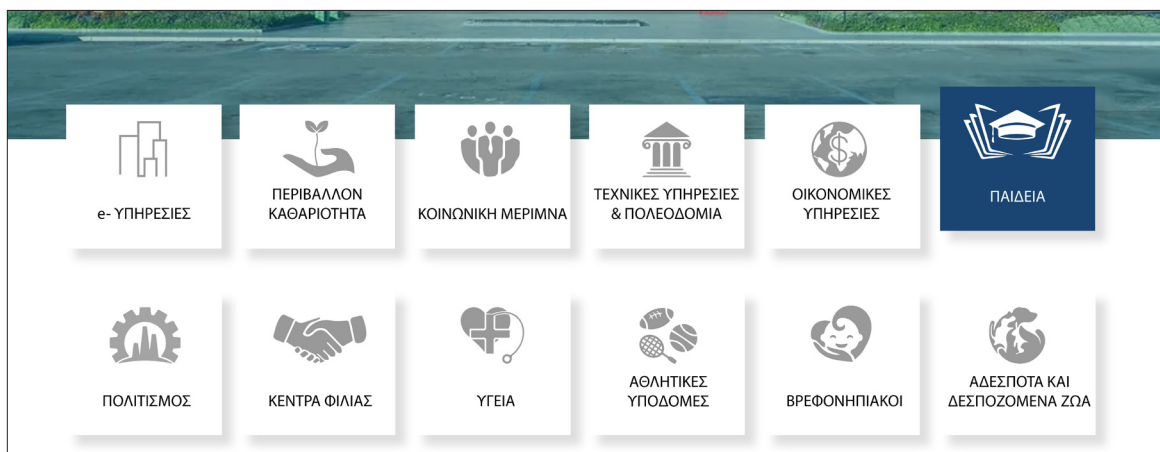 e- ΥΠΗΡΕΣΙΕΣ
ΠΕΡΙΒΑΛΛΟΝ
ΚΑΘΑΡΙΟΤΗΤΑ
ΚΟΙΝΩΝΙΚΗ ΜΕΡΙΜΝΑ
ΤΕΧΝΙΚΕΣ ΥΠΗΡΕΣΙΕΣ
& ΠΟΛΕΟΔΟΜΙΑ
ΟΙΚΟΝΟΜΙΚΕΣ
ΥΠΗΡΕΣΙΕΣ
ΠΑΙΔΕΙΑ
ΠΟΛΙΤΙΣΜΟΣ
ΚΕΝΤΡΑ ΦΙΛΙΑΣ
ΥΓΕΙΑ
ΑΘΛΗΤΙΚΕΣ
ΥΠΟΔΟΜΕΣ
ΒΡΕΦΟΝΗΠΙΑΚΟΙ
ΑΔΕΣΠΟΤΑ ΚΑΙ
ΔΕΣΠΟΖΟΜΕΝΑ ΖΩΑ